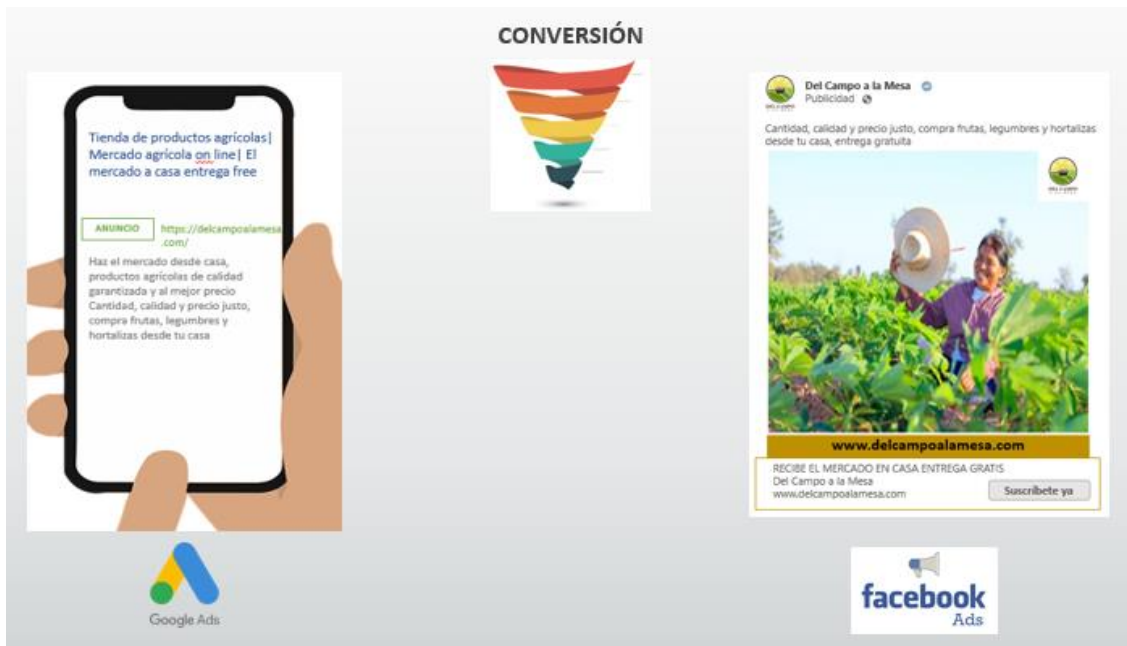 CONVERSIÓN
Tienda de productos agrícolas|
Mercado agrícola on line| El
mercado a casa entrega free
ANUNCIO
https://delcampoalamesa
.com/
Haz el mercado desde casa,
productos agrícolas de calidad
garantizada y al mejor precio
Cantidad, calidad y precio justo,
compra frutas, legumbres y
hortalizas desde tu casa
Google Ads
Del Campo a la Mesa
Publicidad
Cantidad, calidad y precio justo, compra frutas, legumbres y hortalizas
desde tu casa, entrega gratuita
www.delcampoalamesa.com
RECIBE EL MERCADO EN CASA ENTREGA GRATIS
Del Campo a la Mesa
www.delcampoalamesa.com
Suscríbete ya
facebook
Ads